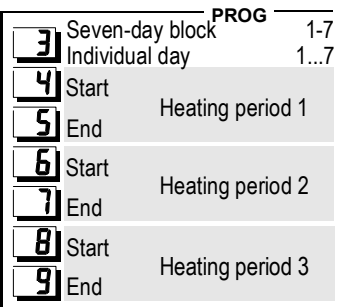 PROG
3 Seven-day block 1-7
Individual day 1...7
4 Start
Heating period 1
5 End
6 Start
Heating period 2
7 End
8 Start
Heating period 3
9 End